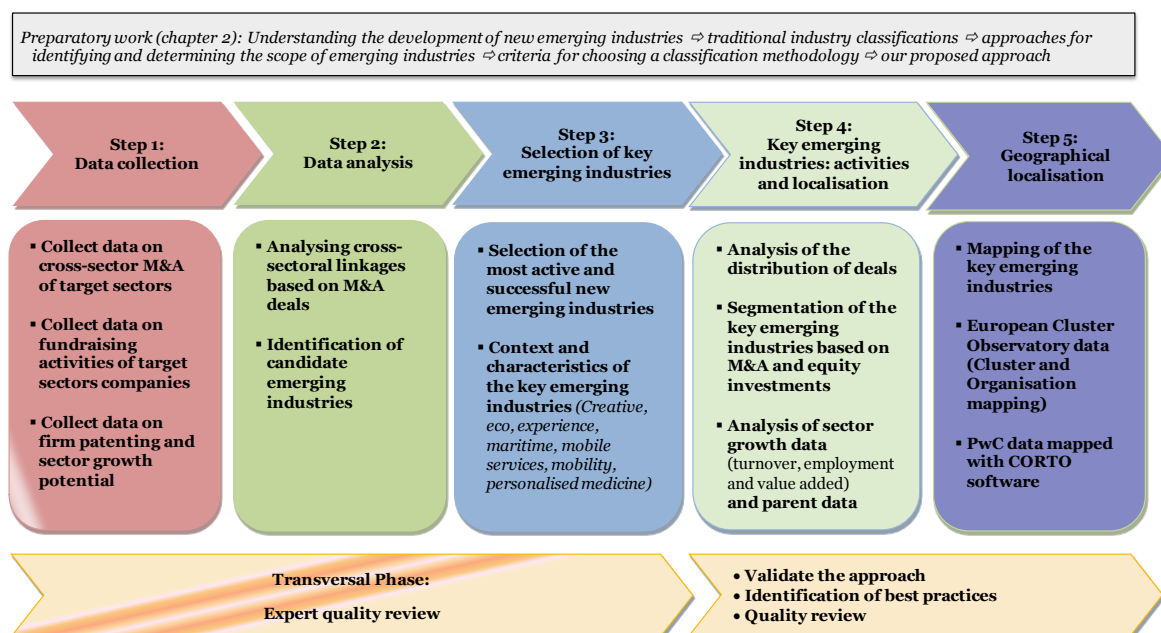 Preparatory work (chapter 2): Understanding the development of new emerging industries ⇨ traditional industry classifications ⇨ approaches for
identifying and determining the scope of emerging industries ⇨ criteria for choosing a classification methodology ⇨ our proposed approach
Step 1:
Data collection
Step 2:
Data analysis
Step 3:
Selection of key
emerging industries
Step 4:
Key emerging
industries: activities
and localisation
Step 5:
Geographical
localisation
▪ Collect data on
cross-sector M&A
of target sectors
▪ Collect data on
fundraising
activities of target
sectors companies
▪ Collect data on
firm patenting and
sector growth
potential
▪ Analysing cross-
sectoral linkages
based on M&A
deals
▪ Identification of
candidate
emerging
industries
▪ Selection of the
most active and
successful new
emerging industries
▪ Context and
characteristics of
the key emerging
industries (Creative,
eco, experience,
maritime, mobile
services, mobility,
personalised medicine)
▪ Analysis of the
distribution of deals
▪ Segmentation of the
key emerging
industries based on
M&A and equity
investments
▪ Analysis of sector
growth data
(turnover, employment
and value added)
and parent data
▪ Mapping of the
key emerging
industries
▪ European Cluster
Observatory data
(Cluster and
Organisation
mapping)
▪ PwC data mapped
with CORTO
software
Transversal Phase:
Expert quality review
• Validate the approach
• Identification of best practices
• Quality review